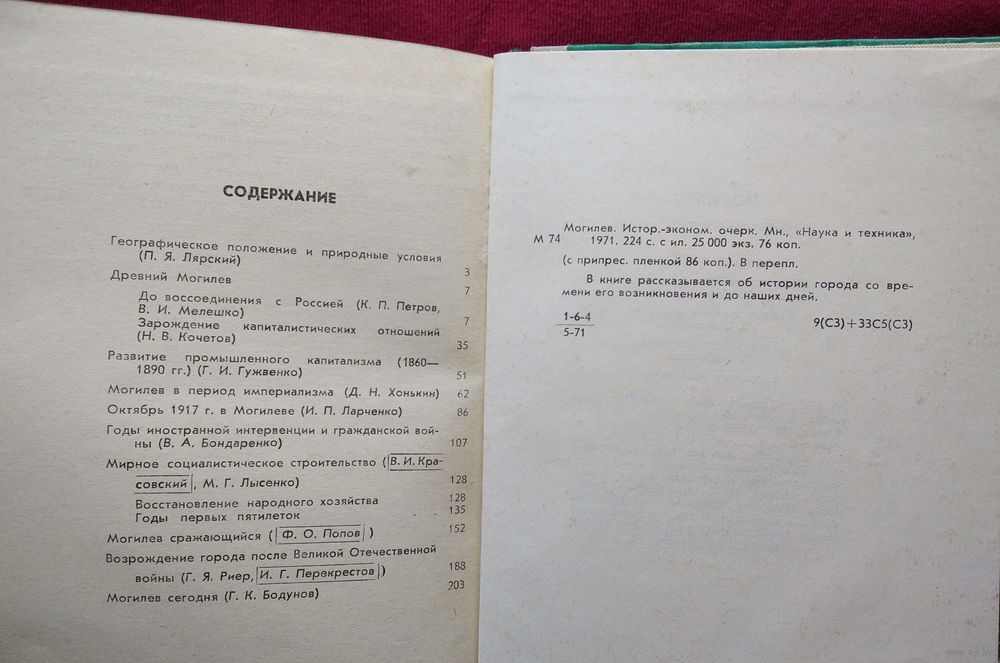 СОДЕРЖАНИЕ
Географическое положение и природные условия
(П. Я. Лярский) 3
Древний Могилев 7
До воссоединения с Россией (К. П. Петров,
В. И. Мелешко) 7
Зарождение капиталистических отношений
(Н. В. Кочетов) 35
Развитие промышленного капитализма (1860—
1890 гг.) (Г. И. Гужвенко) 51
Могилев в период империализма (Д. Н. Хонькин) 62
Октябрь 1917 г. в Могилеве (И. П. Ларченко) 86
Годы иностранной интервенции и гражданской вой-
ны (В. А. Бондаренко) 107
Мирное социалистическое строительство (В. И. Кра-
совский, М. Г. Лысенко) 128
Восстановление народного хозяйства 128
Годы первых пятилеток 135
Могилев сражающийся (Ф. О. Попов) 152
Возрождение города после Великой Отечественной
войны (Г. Я. Риер, И. Г. Перекрестов) 188
Могилев сегодня (Г. К. Бодунов) 203
Могилев. Истор.-эконом. очерк. Мн., «Наука и техника»,
М 74 1971. 224 с. с ил. 25 000 экз. 76 коп.
(с припрес. пленкой 86 коп.). В перепл.
В книге рассказывается об истории города со вре-
мени его возникновения и до наших дней.
1-6-4
5-71
9(С3)+33С5(С3)